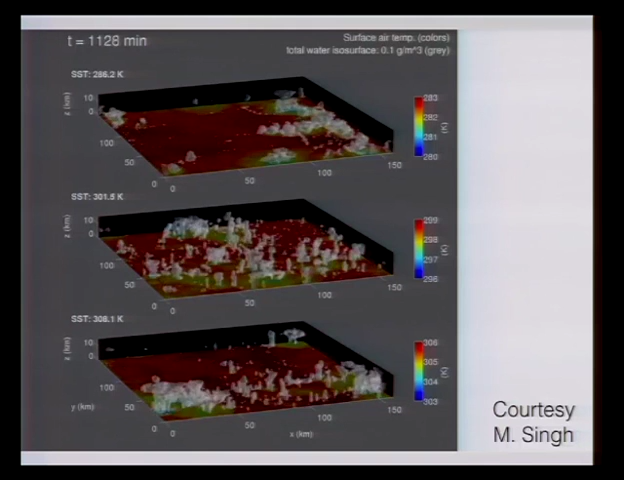 t = 1128 min
Surface air temp. (colors)
total water isosurface: 0.1 g/m^3 (grey)
SST: 286.2 K
z (km)
10
0
100
50
0
0
50
100
150
283
282
281
280
(K)
SST: 301.5 K
z (km)
10
0
100
50
0
0
50
100
150
299
298
297
296
(K)
SST: 308.1 K
z (km)
10
0
100
50
0
y (km)
0
50
100
150
x (km)
306
305
304
303
(K)
Courtesy
M. Singh